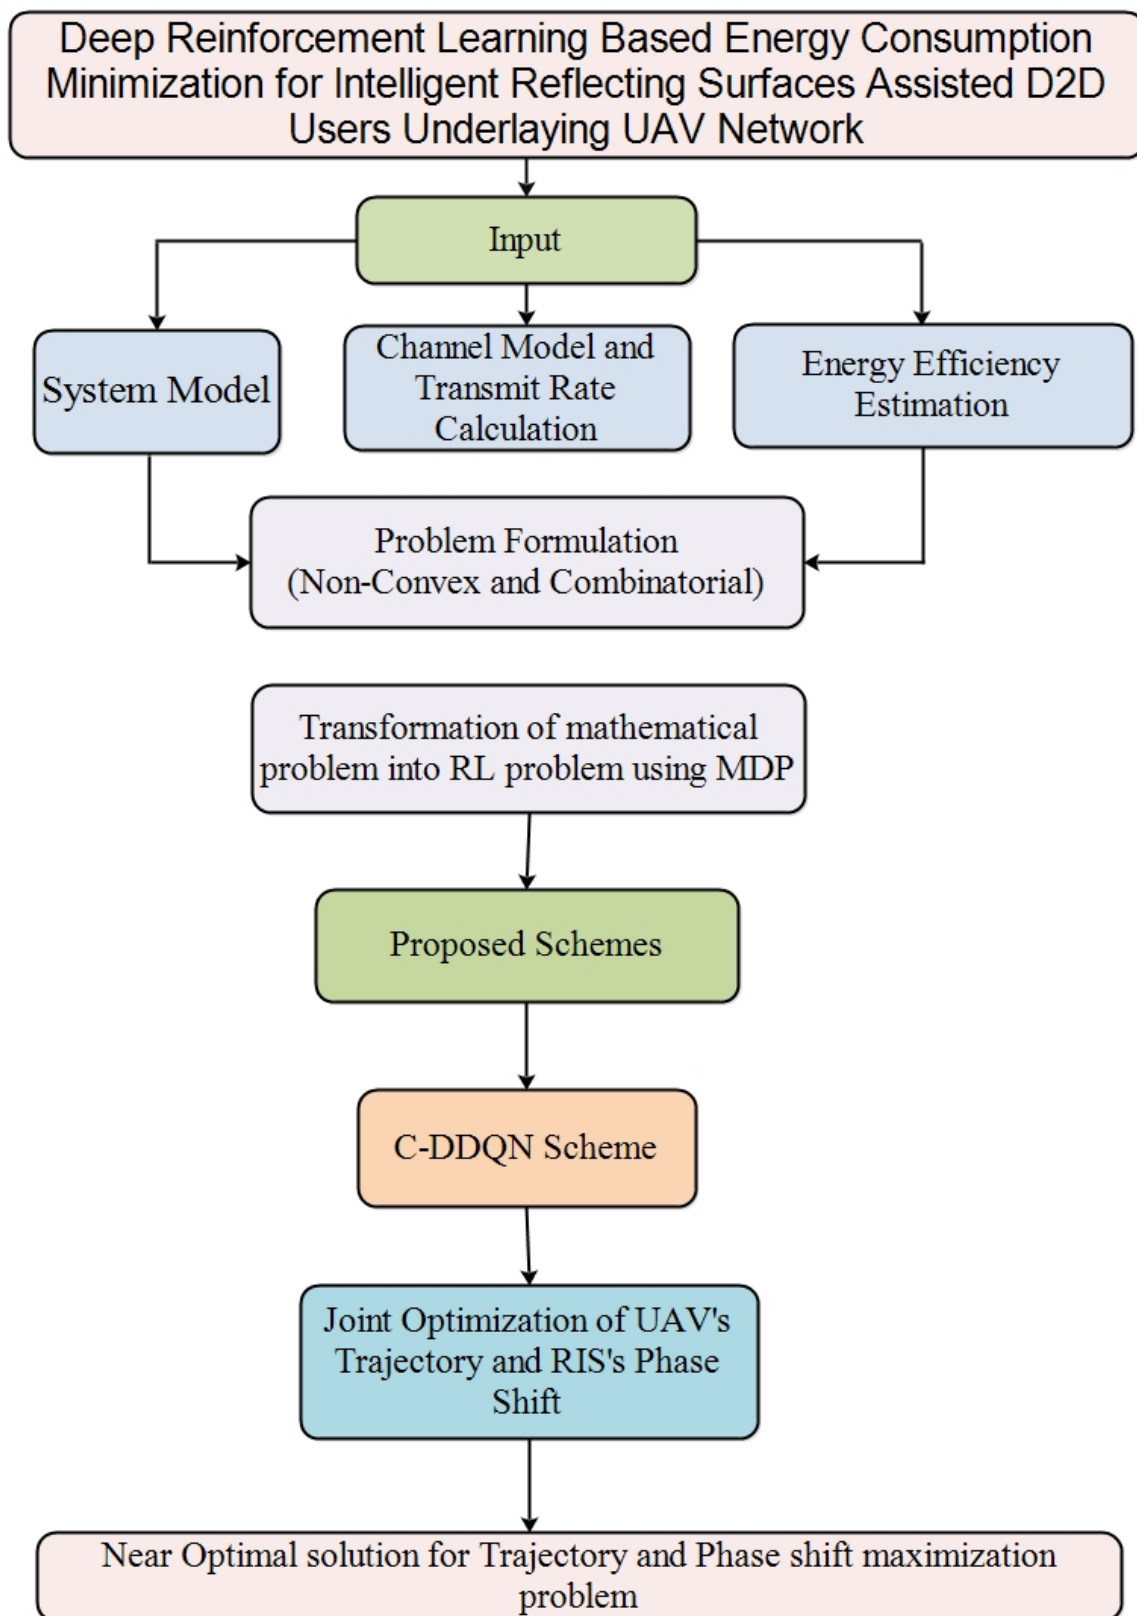 Deep Reinforcement Learning Based Energy Consumption
Minimization for Intelligent Reflecting Surfaces Assisted D2D
Users Underlaying UAV Network
Input
System Model
Channel Model and
Transmit Rate
Calculation
Energy Efficiency
Estimation
Problem Formulation
(Non-Convex and Combinatorial)
Transformation of mathematical
problem into RL problem using MDP
Proposed Schemes
C-DDQN Scheme
Joint Optimization of UAV's
Trajectory and RIS's Phase
Shift
Near Optimal solution for Trajectory and Phase shift maximization
problem